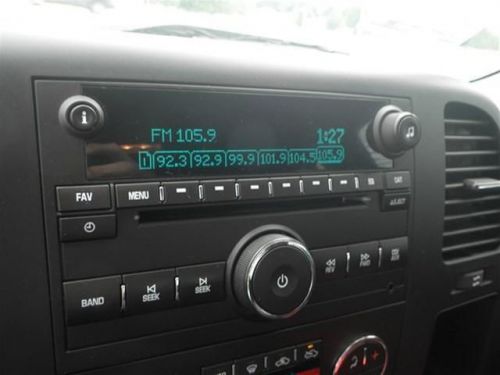 FM 105.9 1:27
1 92.3 92.9 99.9 101.9 104.5 105.9
FAV MENU CAT
EJECT
BAND SEEK SEEK REV FWD